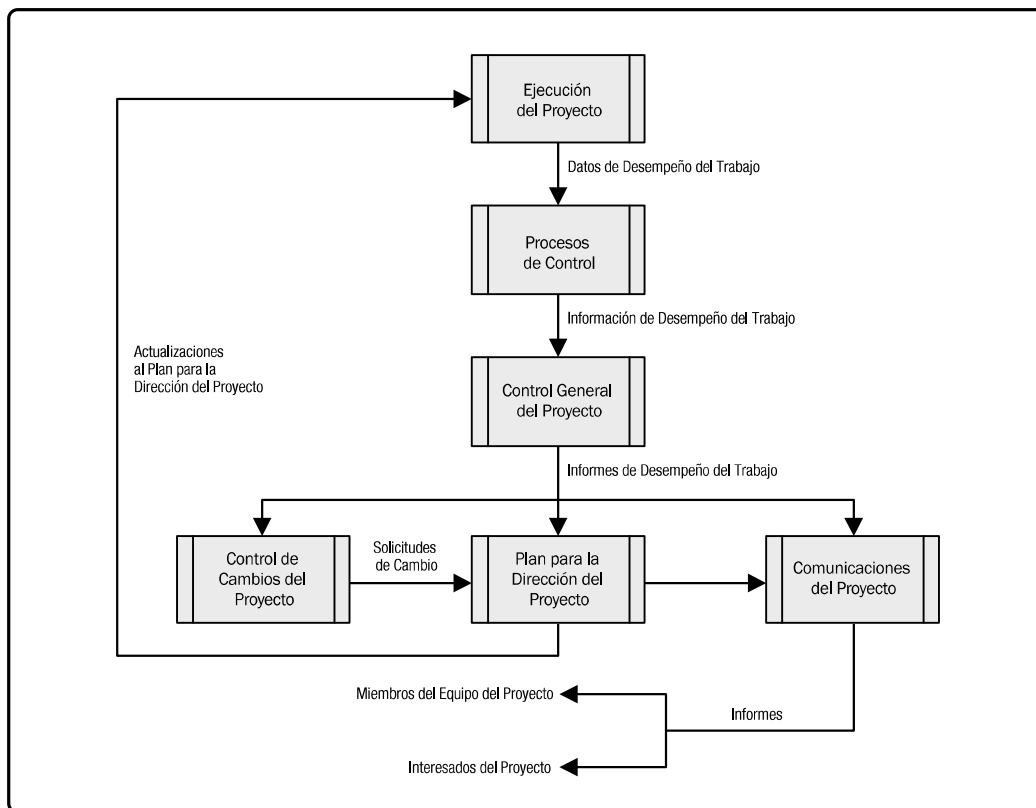 Ejecución
del Proyecto
Datos de Desempeño del Trabajo
Procesos
de Control
Información de Desempeño del Trabajo
Actualizaciones
al Plan para la
Dirección del Proyecto
Control General
del Proyecto
Informes de Desempeño del Trabajo
Control de
Cambios del
Proyecto
Solicitudes
de Cambio
Plan para la
Dirección del
Proyecto
Comunicaciones
del Proyecto
Miembros del Equipo del Proyecto
Informes
Interesados del Proyecto